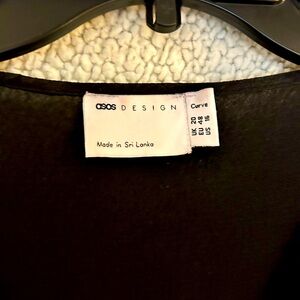 asos DESIGN
Curve
UK 20
EU 48
US 16
Made in Sri Lanka